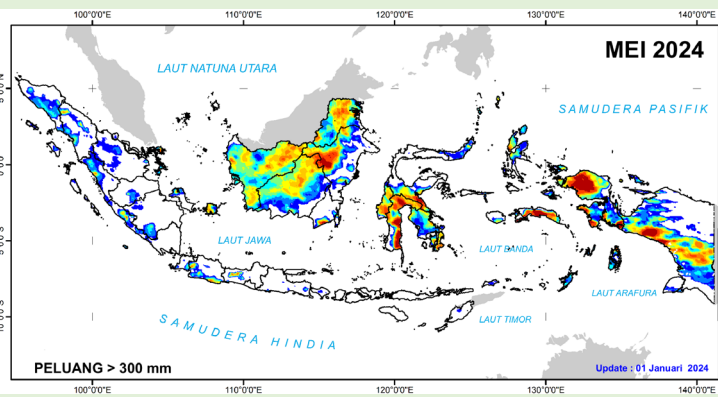 100°0'0"E 110°0'0"E 120°0'0"E 130°0'0"E 140°0'0"E
MEI 2024
LAUT NATUNA UTARA
SAMUDERA PASIFIK
LAUT JAWA
LAUT BANDA
LAUT ARAFURA
LAUT TIMOR
SAMUDERA HINDIA
PELUANG > 300 mm
Update : 01 Januari 2024
100°0'0"E 110°0'0"E 120°0'0"E 130°0'0"E 140°0'0"E